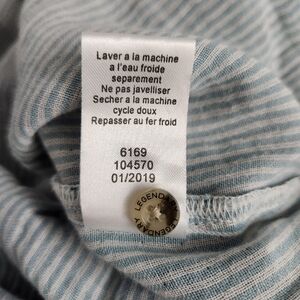 Laver a la machine
a l'eau froide
separement
Ne pas javelliser
Secher a la machine
cycle doux
Repasser au fer froid
6169
104570
01/2019
LEGENDARY LEGENDARY